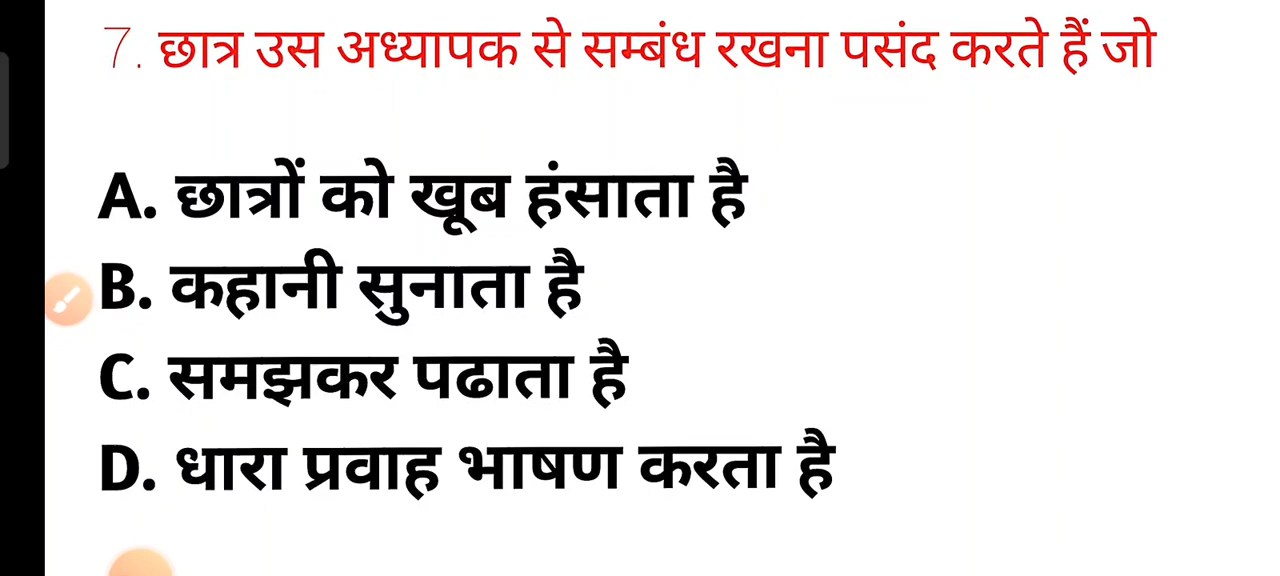 7. छात्र उस अध्यापक से सम्बंध रखना पसंद करते हैं जो
A. छात्रों को खूब हंसाता है
B. कहानी सुनाता है
C. समझकर पढाता है
D. धारा प्रवाह भाषण करता है